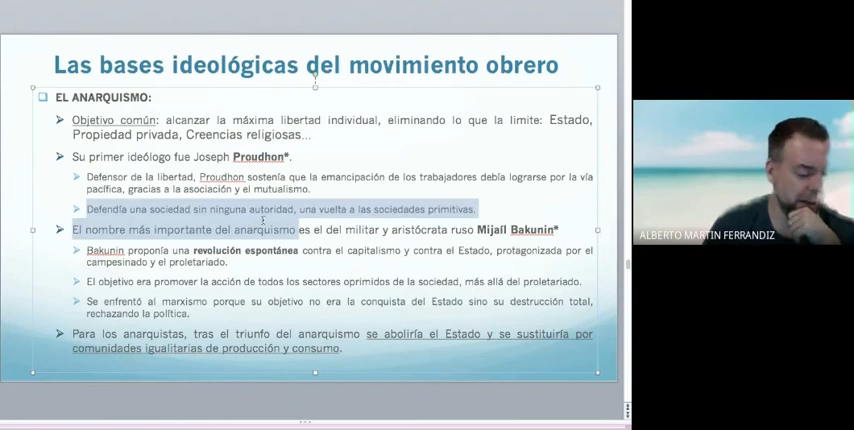 Las bases ideológicas del movimiento obrero
EL ANARQUISMO:
Objetivo común: alcanzar la máxima libertad individual, eliminando lo que la limite: Estado,
Propiedad privada, Creencias religiosas...
Su primer ideólogo fue Joseph Proudhon*.
Defensor de la libertad, Proudhon sostenía que la emancipación de los trabajadores debía lograrse por la vía
pacífica, gracias a la asociación y el mutualismo.
Defendía una sociedad sin ninguna autoridad, una vuelta a las sociedades primitivas.
El nombre más importante del anarquismo es el del militar y aristócrata ruso Mijaíl Bakunin*
Bakunin proponía una revolución espontánea contra el capitalismo y contra el Estado, protagonizada por el
campesinado y el proletariado.
El objetivo era promover la acción de todos los sectores oprimidos de la sociedad, más allá del proletariado.
Se enfrentó al marxismo porque su objetivo no era la conquista del Estado sino su destrucción total,
rechazando la política.
Para los anarquistas, tras el triunfo del anarquismo se aboliría el Estado y se sustituiría por
comunidades igualitarias de producción y consumo.
ALBERTO MARTIN FERRANDIZ